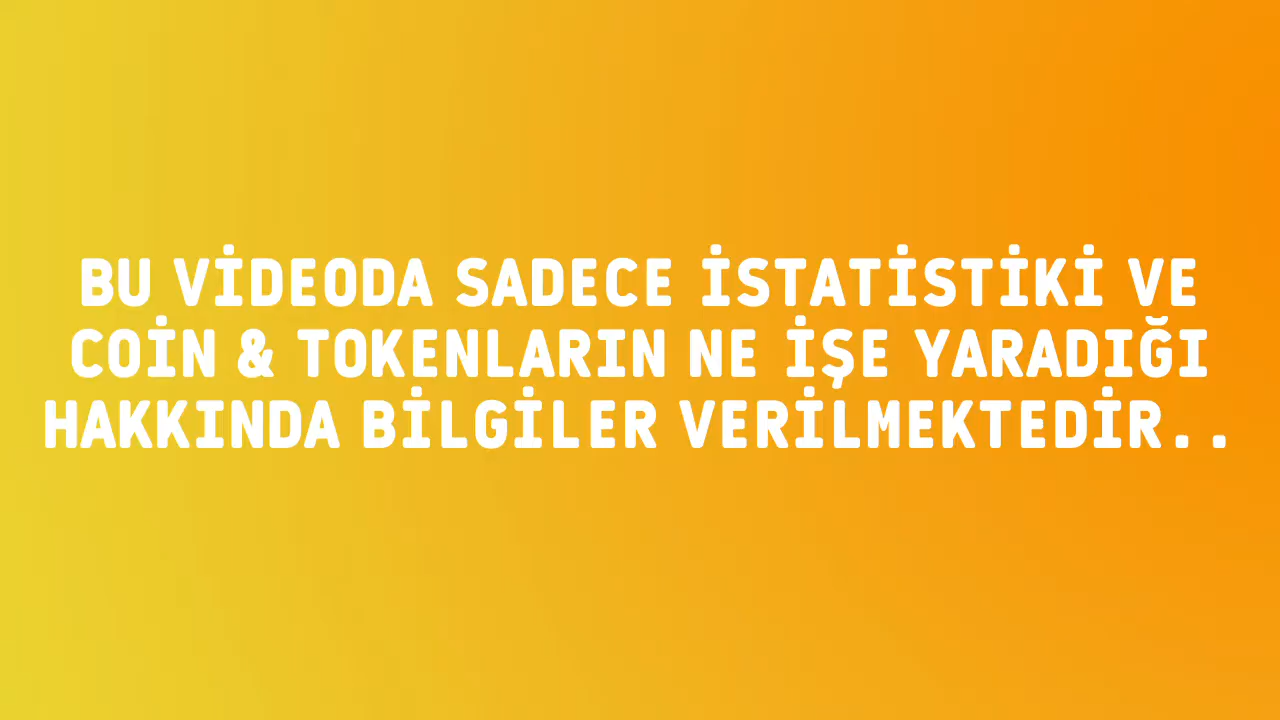 BU VİDEODA SADECE İSTATİSTİKİ VE
COİN & TOKENLARIN NE İŞE YARADIĞI
HAKKINDA BİLGİLER VERİLMEKTEDİR..